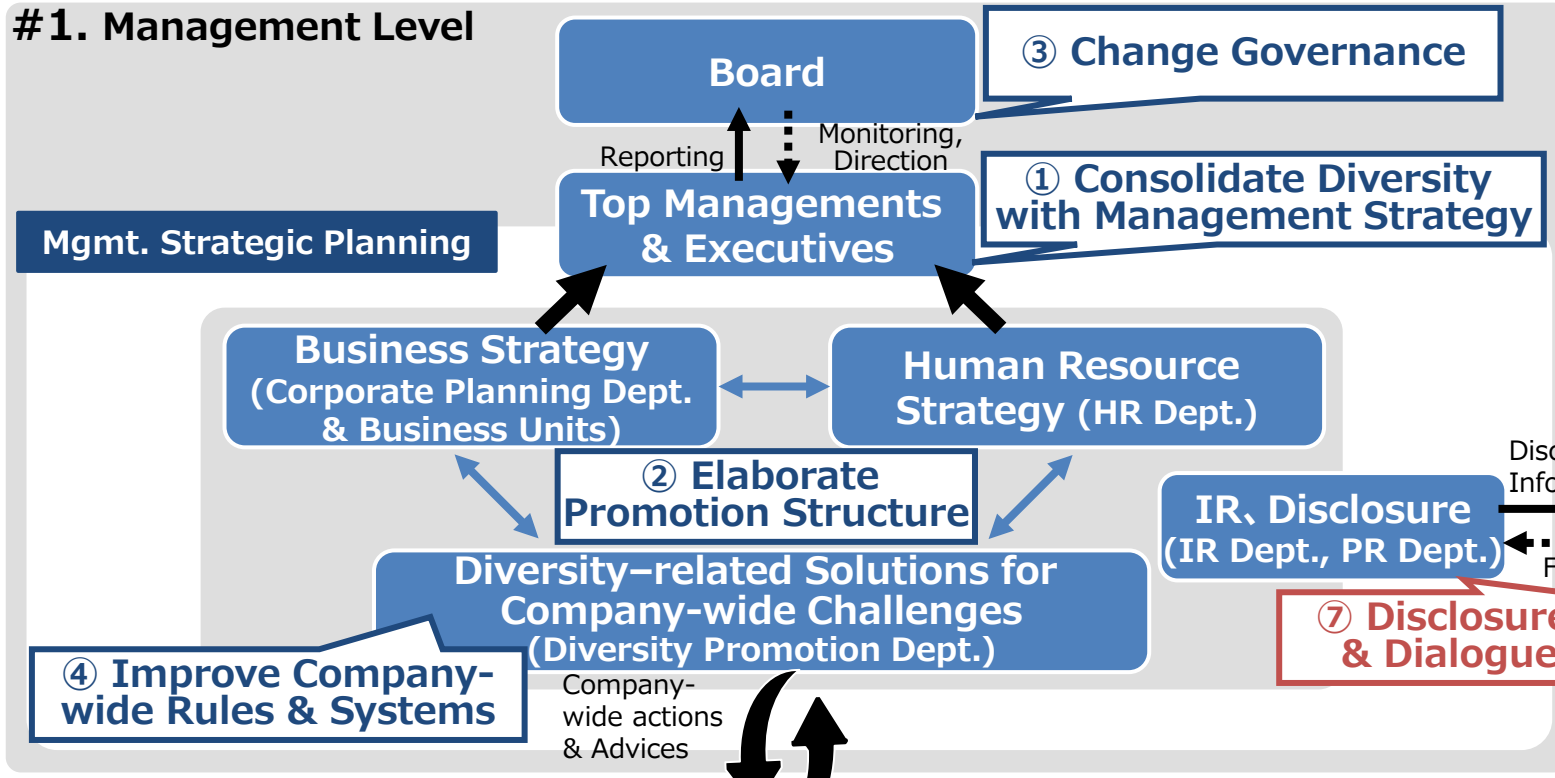 #1. Management Level
Board
③ Change Governance
Reporting
Monitoring,
Direction
Top Managements
& Executives
① Consolidate Diversity
with Management Strategy
Mgmt. Strategic Planning
Business Strategy
(Corporate Planning Dept.
& Business Units)
Human Resource
Strategy (HR Dept.)
② Elaborate
Promotion Structure
IR、Disclosure
(IR Dept., PR Dept.)
⑦ Disclosure
& Dialogue
Diversity–related Solutions for
Company-wide Challenges
(Diversity Promotion Dept.)
④ Improve Company-
wide Rules & Systems
Company-
wide actions
& Advices